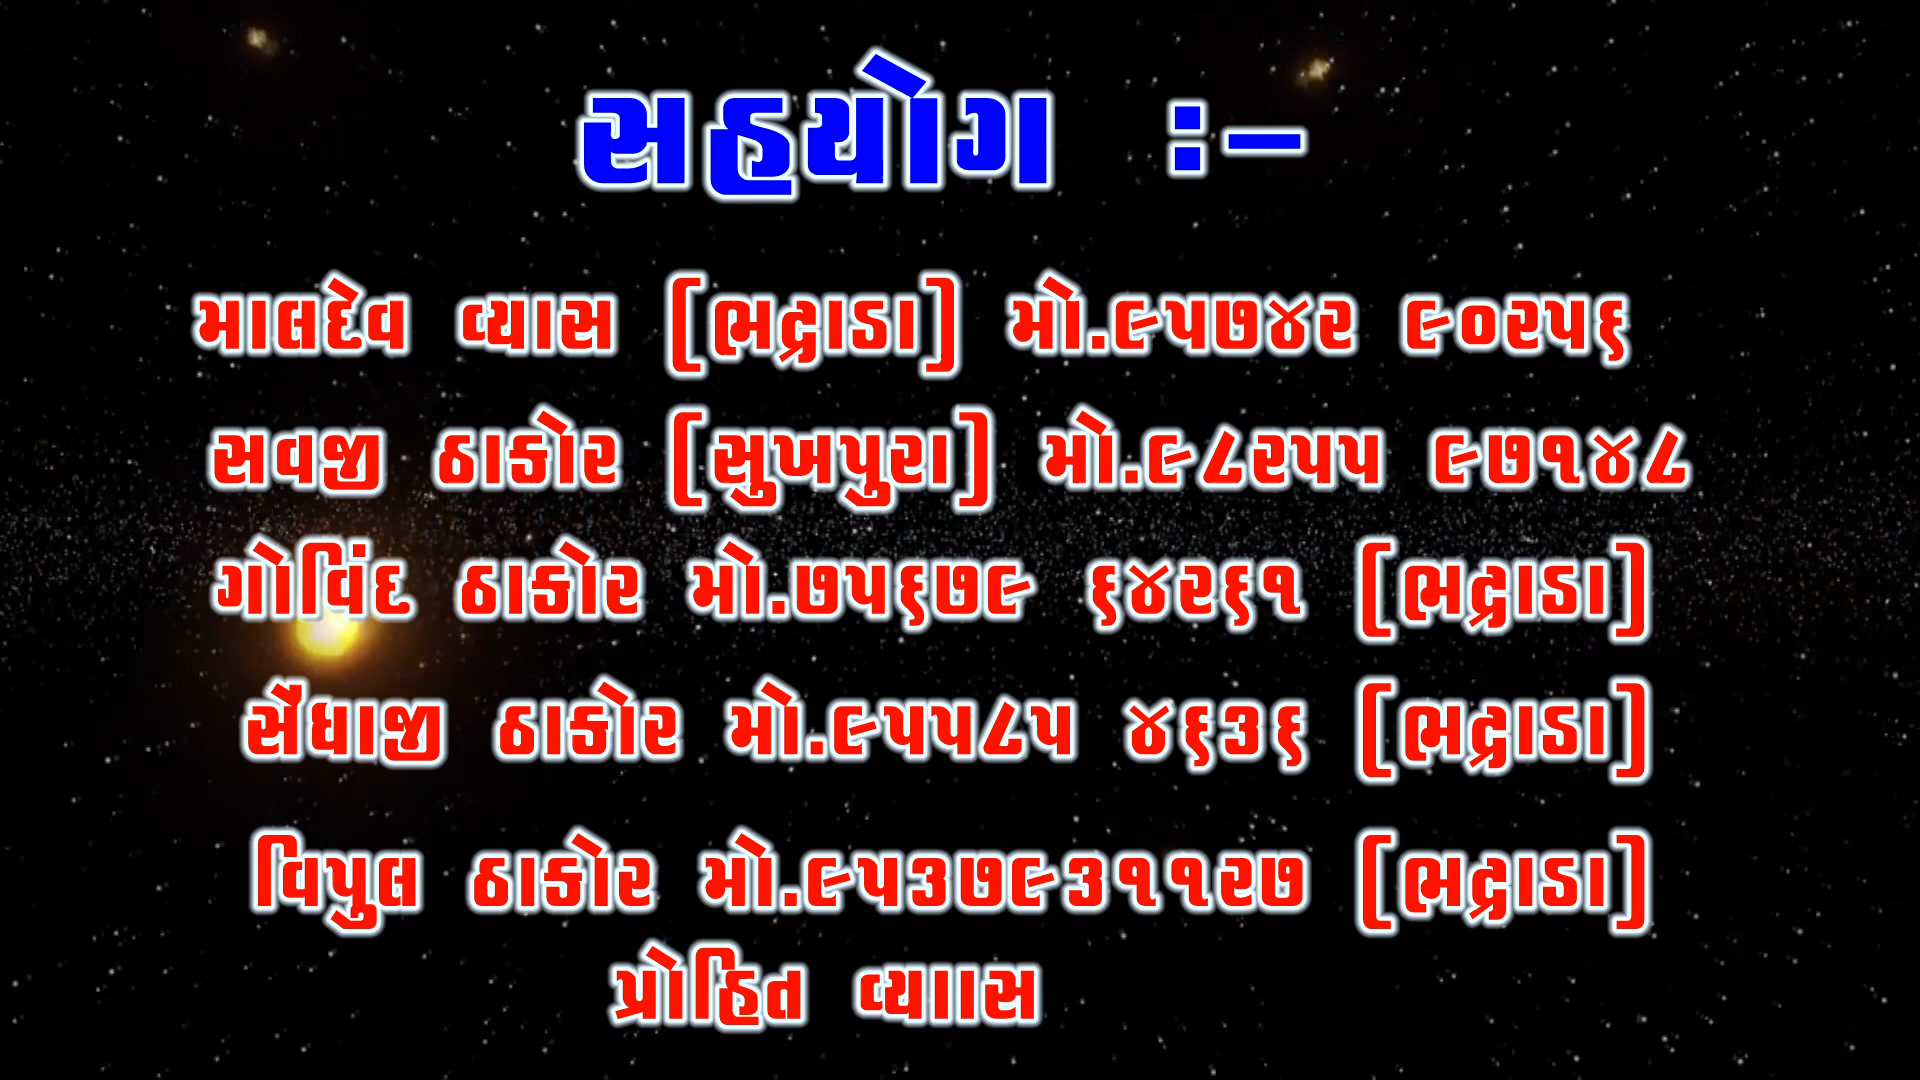 સહયોગ :-
માલદેવ વ્યાસ [ભદ્રાડા] મો.૯૫૭૪૨ ૯૦૨૫૬
સવજી ઠાકોર [સુખપુરા] મો.૯૮૨૫૫ ૯૭૧૪૮
ગોવિંદ ઠાકોર મો.૭૫૬૭૯ ૬૪૨૬૧ [ભદ્રાડા]
સૈંધાજી ઠાકોર મો.૯૫૫૮૫ ૪૬૩૬ [ભદ્રાડા]
વિપુલ ઠાકોર મો.૯૫૩૭૯૩૧૧૨૭ [ભદ્રાડા]
પ્રોહિત વ્યાાસ